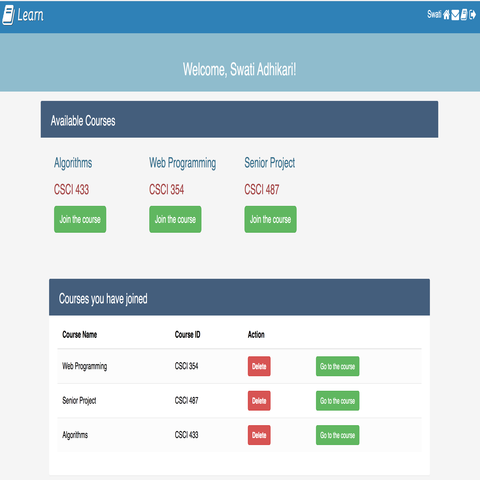 Learn
Swati
Welcome, Swati Adhikari!
Available Courses
Algorithms Web Programming Senior Project
CSCI 433 CSCI 354 CSCI 487
Join the course Join the course Join the course
Courses you have joined
Course Name Course ID Action
Web Programming CSCI 354 Delete Go to the course
Senior Project CSCI 487 Delete Go to the course
Algorithms CSCI 433 Delete Go to the course